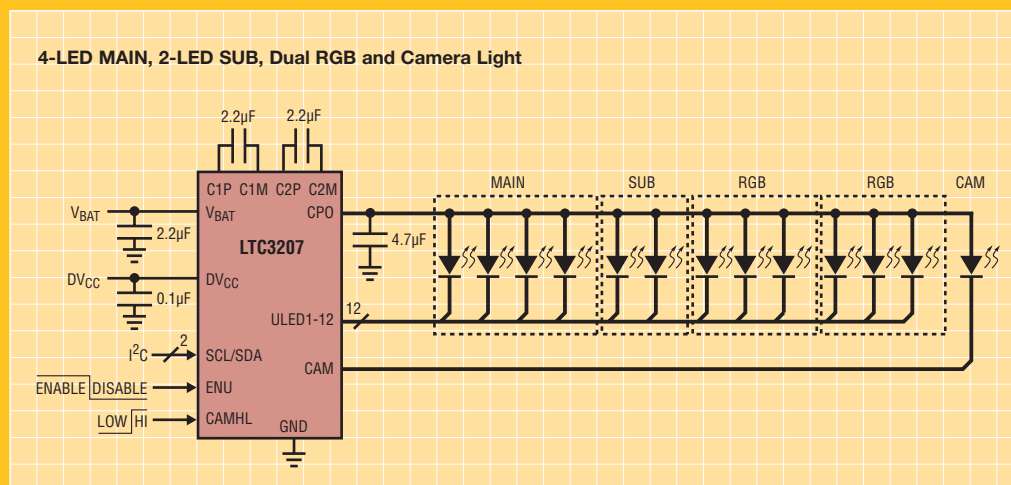 4-LED MAIN, 2-LED SUB, Dual RGB and Camera Light
2.2µF 2.2µF
C1P C1M C2P C2M
MAIN SUB RGB RGB CAM
VBAT VBAT CPO
2.2µF LTC3207 4.7µF
DVCC DVCC
0.1µF
ULED1-12 12
I2C 2 SCL/SDA
CAM
ENABLE DISABLE ENU
LOW HI CAMHL
GND